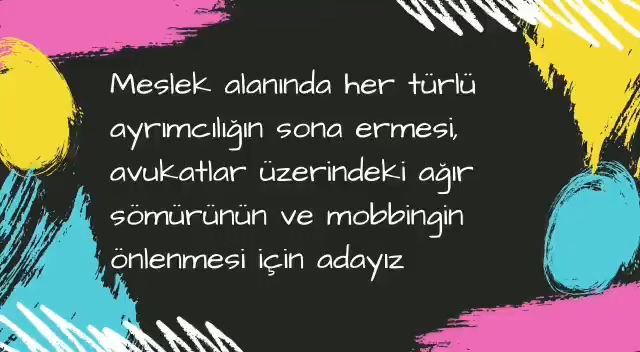 Meslek alanında her türlü
ayrımcılığın sona ermesi,
avukatlar üzerindeki ağır
sömürünün ve mobbingin
önlenmesi için adayız